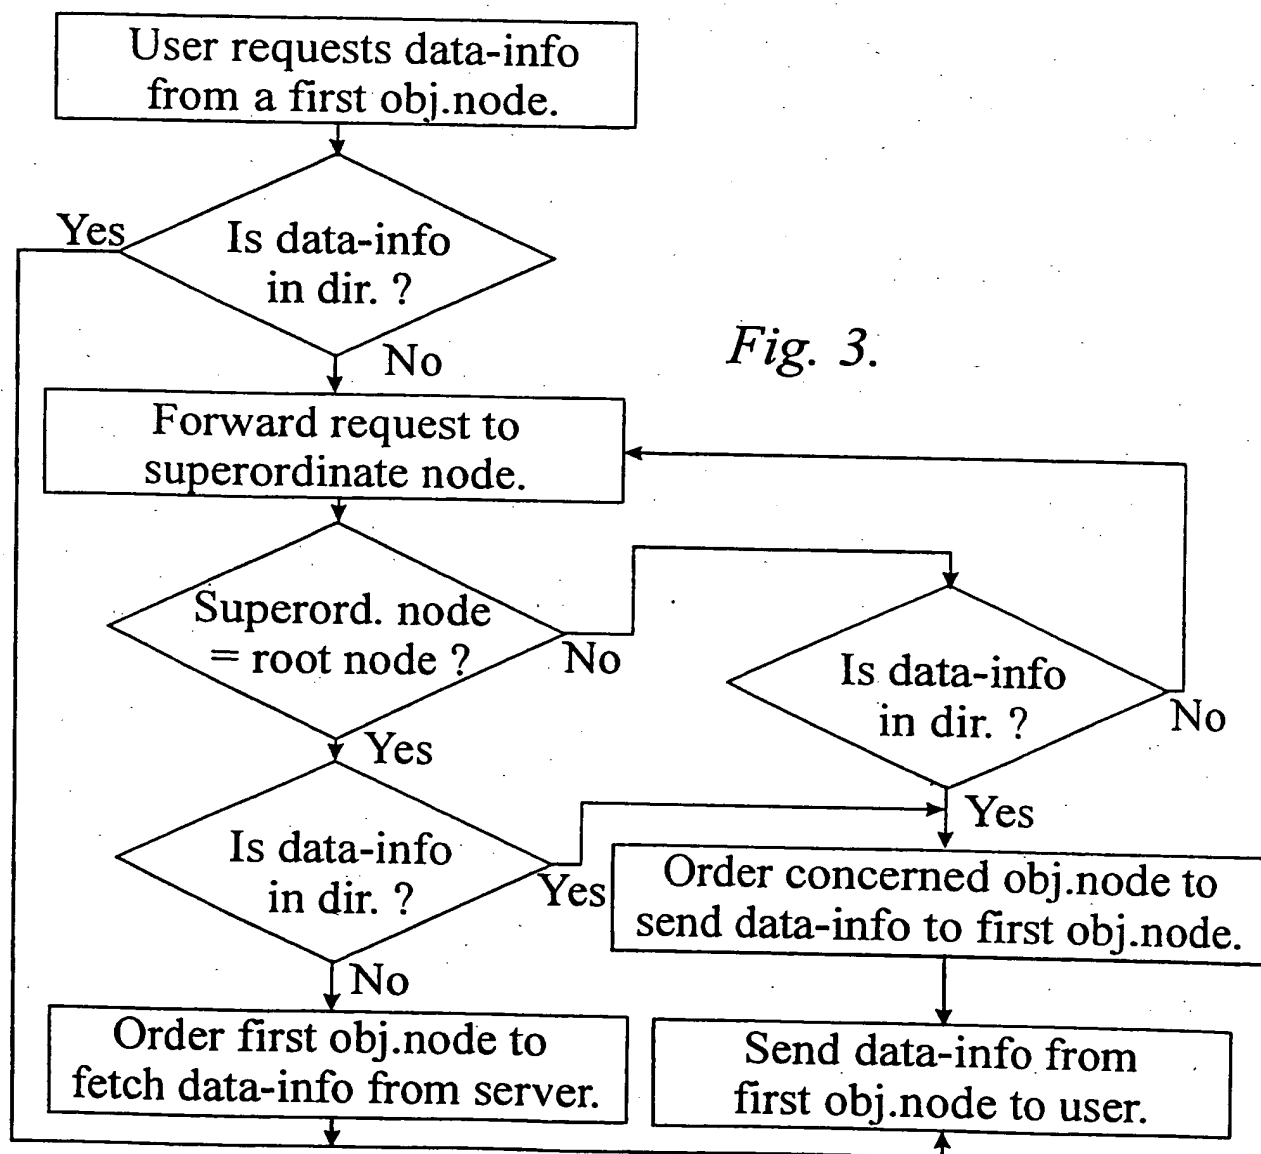 User requests data-info
from a first obj.node.
Yes
Is data-info
in dir. ?
No
Fig. 3.
Forward request to
superordinate node.
Superord. node
= root node ?
No
Is data-info
in dir. ?
No
Yes
Yes
Is data-info
in dir. ?
Yes
Order concerned obj.node to
send data-info to first obj.node.
No
Order first obj.node to
fetch data-info from server.
Send data-info from
first obj.node to user.